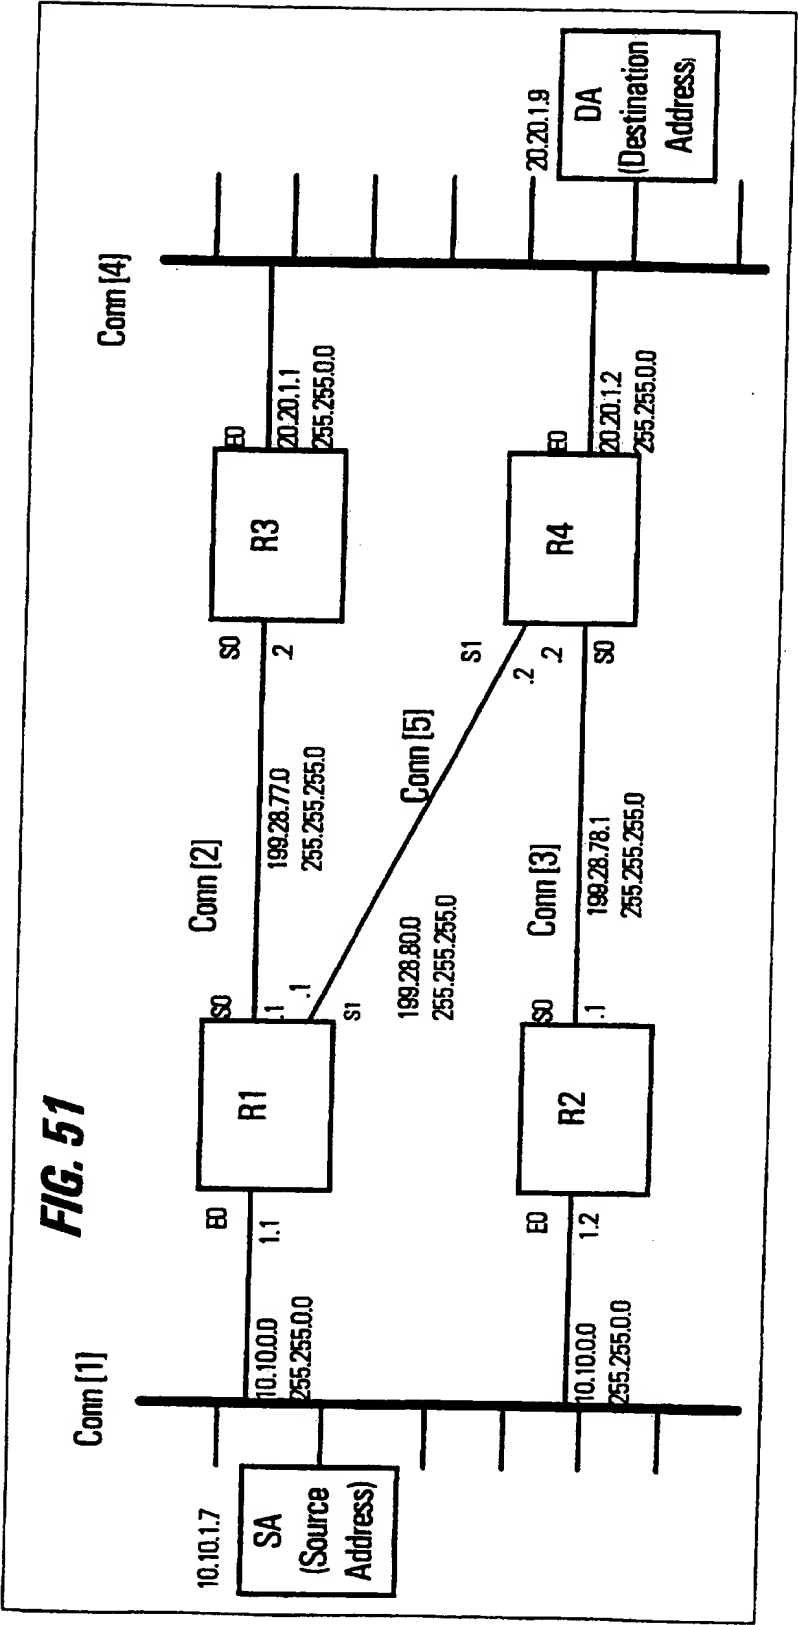 FIG. 51
Conn [1]
10.10.1.7
SA
(Source
Address)
10.10.0.0
255.255.0.0
E0
1.1
R1
S0
.1
.1
S1
Conn [2]
199.28.77.0
255.255.255.0
S0
.2
R3
E0
20.20.1.1
255.255.0.0
Conn [4]
20.20.1.9
DA
(Destination
Address)
199.28.80.0
255.255.255.0
Conn [5]
S1
.2
.2
S0
R4
E0
20.20.1.2
255.255.0.0
10.10.0.0
255.255.0.0
E0
1.2
R2
S0
.1
Conn [3]
199.28.78.1
255.255.255.0